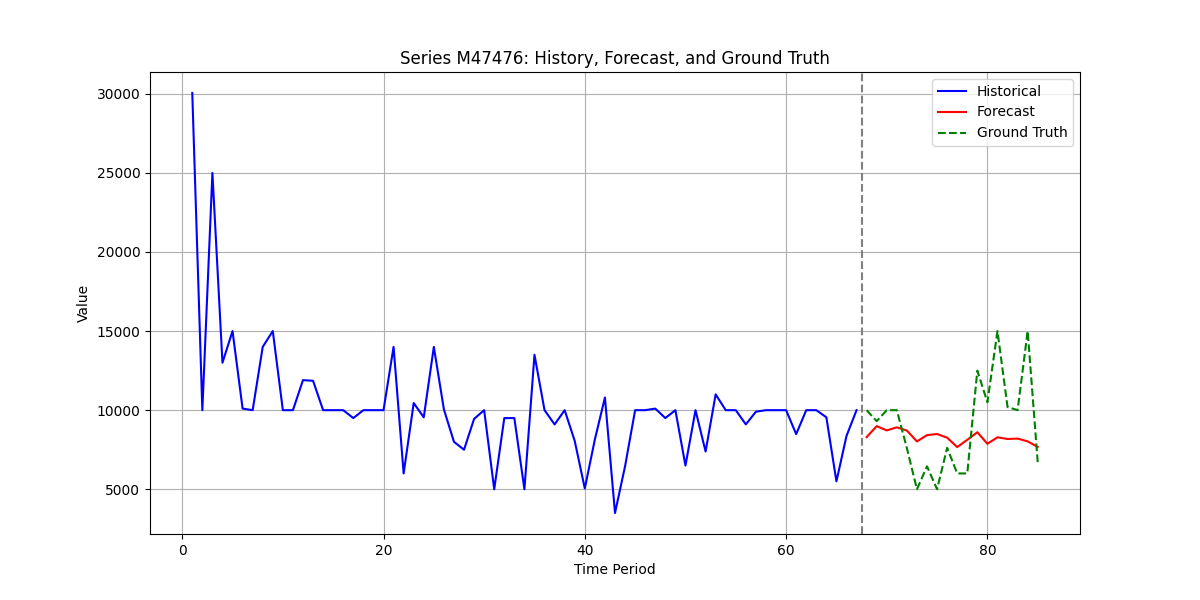 Series M47476: History, Forecast, and Ground Truth
Historical
Forecast
Ground Truth
Value
30000
25000
20000
15000
10000
5000
0 20 40 60 80
Time Period